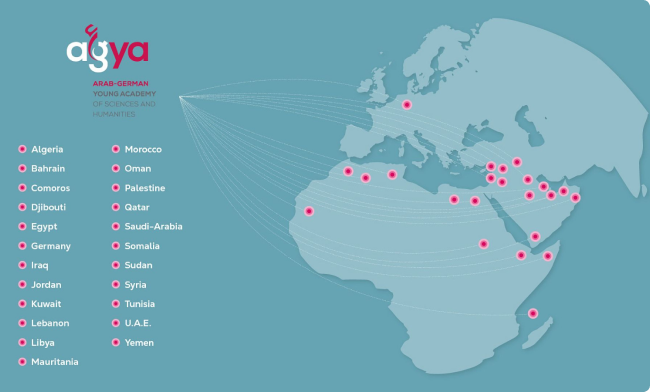 agya
ARAB-GERMAN
YOUNG ACADEMY
OF SCIENCES AND
HUMANITIES
Algeria
Bahrain
Comoros
Djibouti
Egypt
Germany
Iraq
Jordan
Kuwait
Lebanon
Libya
Mauritania
Morocco
Oman
Palestine
Qatar
Saudi-Arabia
Somalia
Sudan
Syria
Tunisia
U.A.E.
Yemen